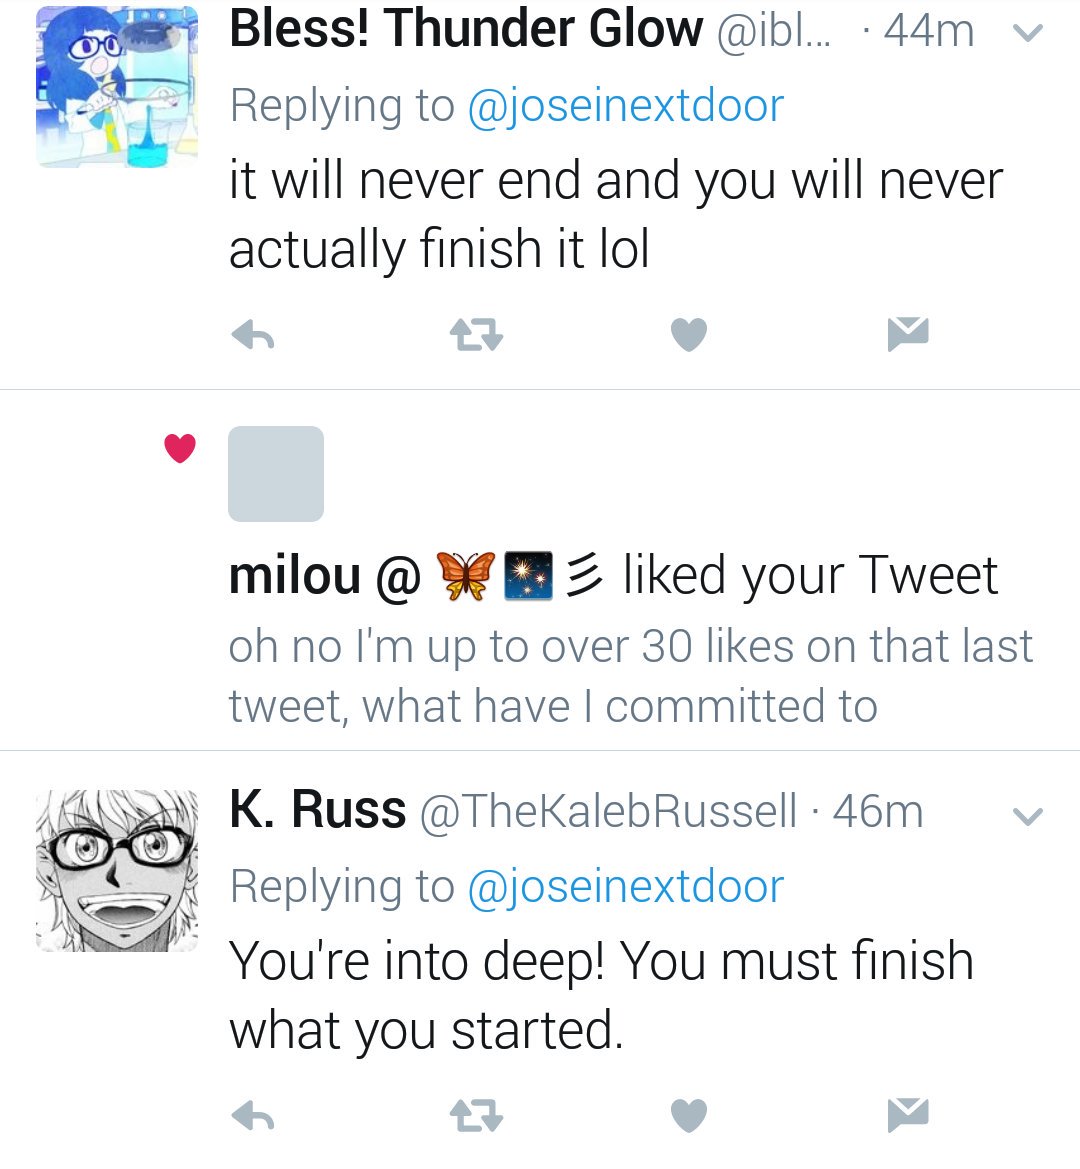 Bless! Thunder Glow @ibl... · 44m
Replying to @joseinextdoor
it will never end and you will never
actually finish it lol
milou @ 🦋🎇彡 liked your Tweet
oh no I'm up to over 30 likes on that last
tweet, what have I committed to
K. Russ @TheKalebRussell · 46m
Replying to @joseinextdoor
You're into deep! You must finish
what you started.